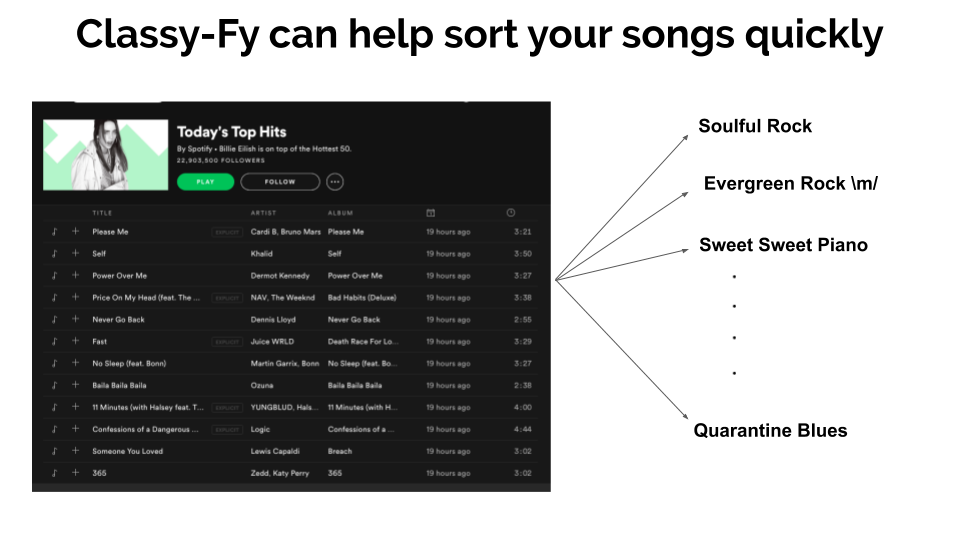 Classy-Fy can help sort your songs quickly
Today's Top Hits
By Spotify • Billie Eilish is on top of the Hottest 50.
22,903,500 FOLLOWERS
PLAY FOLLOW
TITLE ARTIST ALBUM
Please Me EXPLICIT Cardi B, Bruno Mars Please Me 19 hours ago 3:21
Self Khalid Self 19 hours ago 3:50
Power Over Me Dermot Kennedy Power Over Me 19 hours ago 3:27
Price On My Head (feat. The ... EXPLICIT NAV, The Weeknd Bad Habits (Deluxe) 19 hours ago 3:38
Never Go Back Dennis Lloyd Never Go Back 19 hours ago 2:55
Fast EXPLICIT Juice WRLD Death Race For Lo... 19 hours ago 3:29
No Sleep (feat. Bonn) Martin Garrix, Bonn No Sleep (feat. Bo... 19 hours ago 3:27
Baila Baila Baila Ozuna Baila Baila Baila 19 hours ago 2:38
11 Minutes (with Halsey feat. T... EXPLICIT YUNGBLUD, Hals... 11 Minutes (with H... 19 hours ago 4:00
Confessions of a Dangerous ... EXPLICIT Logic Confessions of a ... 19 hours ago 4:44
Someone You Loved Lewis Capaldi Breach 19 hours ago 3:02
365 Zedd, Katy Perry 365 19 hours ago 3:02
Soulful Rock
Evergreen Rock \m/
Sweet Sweet Piano
.
.
.
.
Quarantine Blues